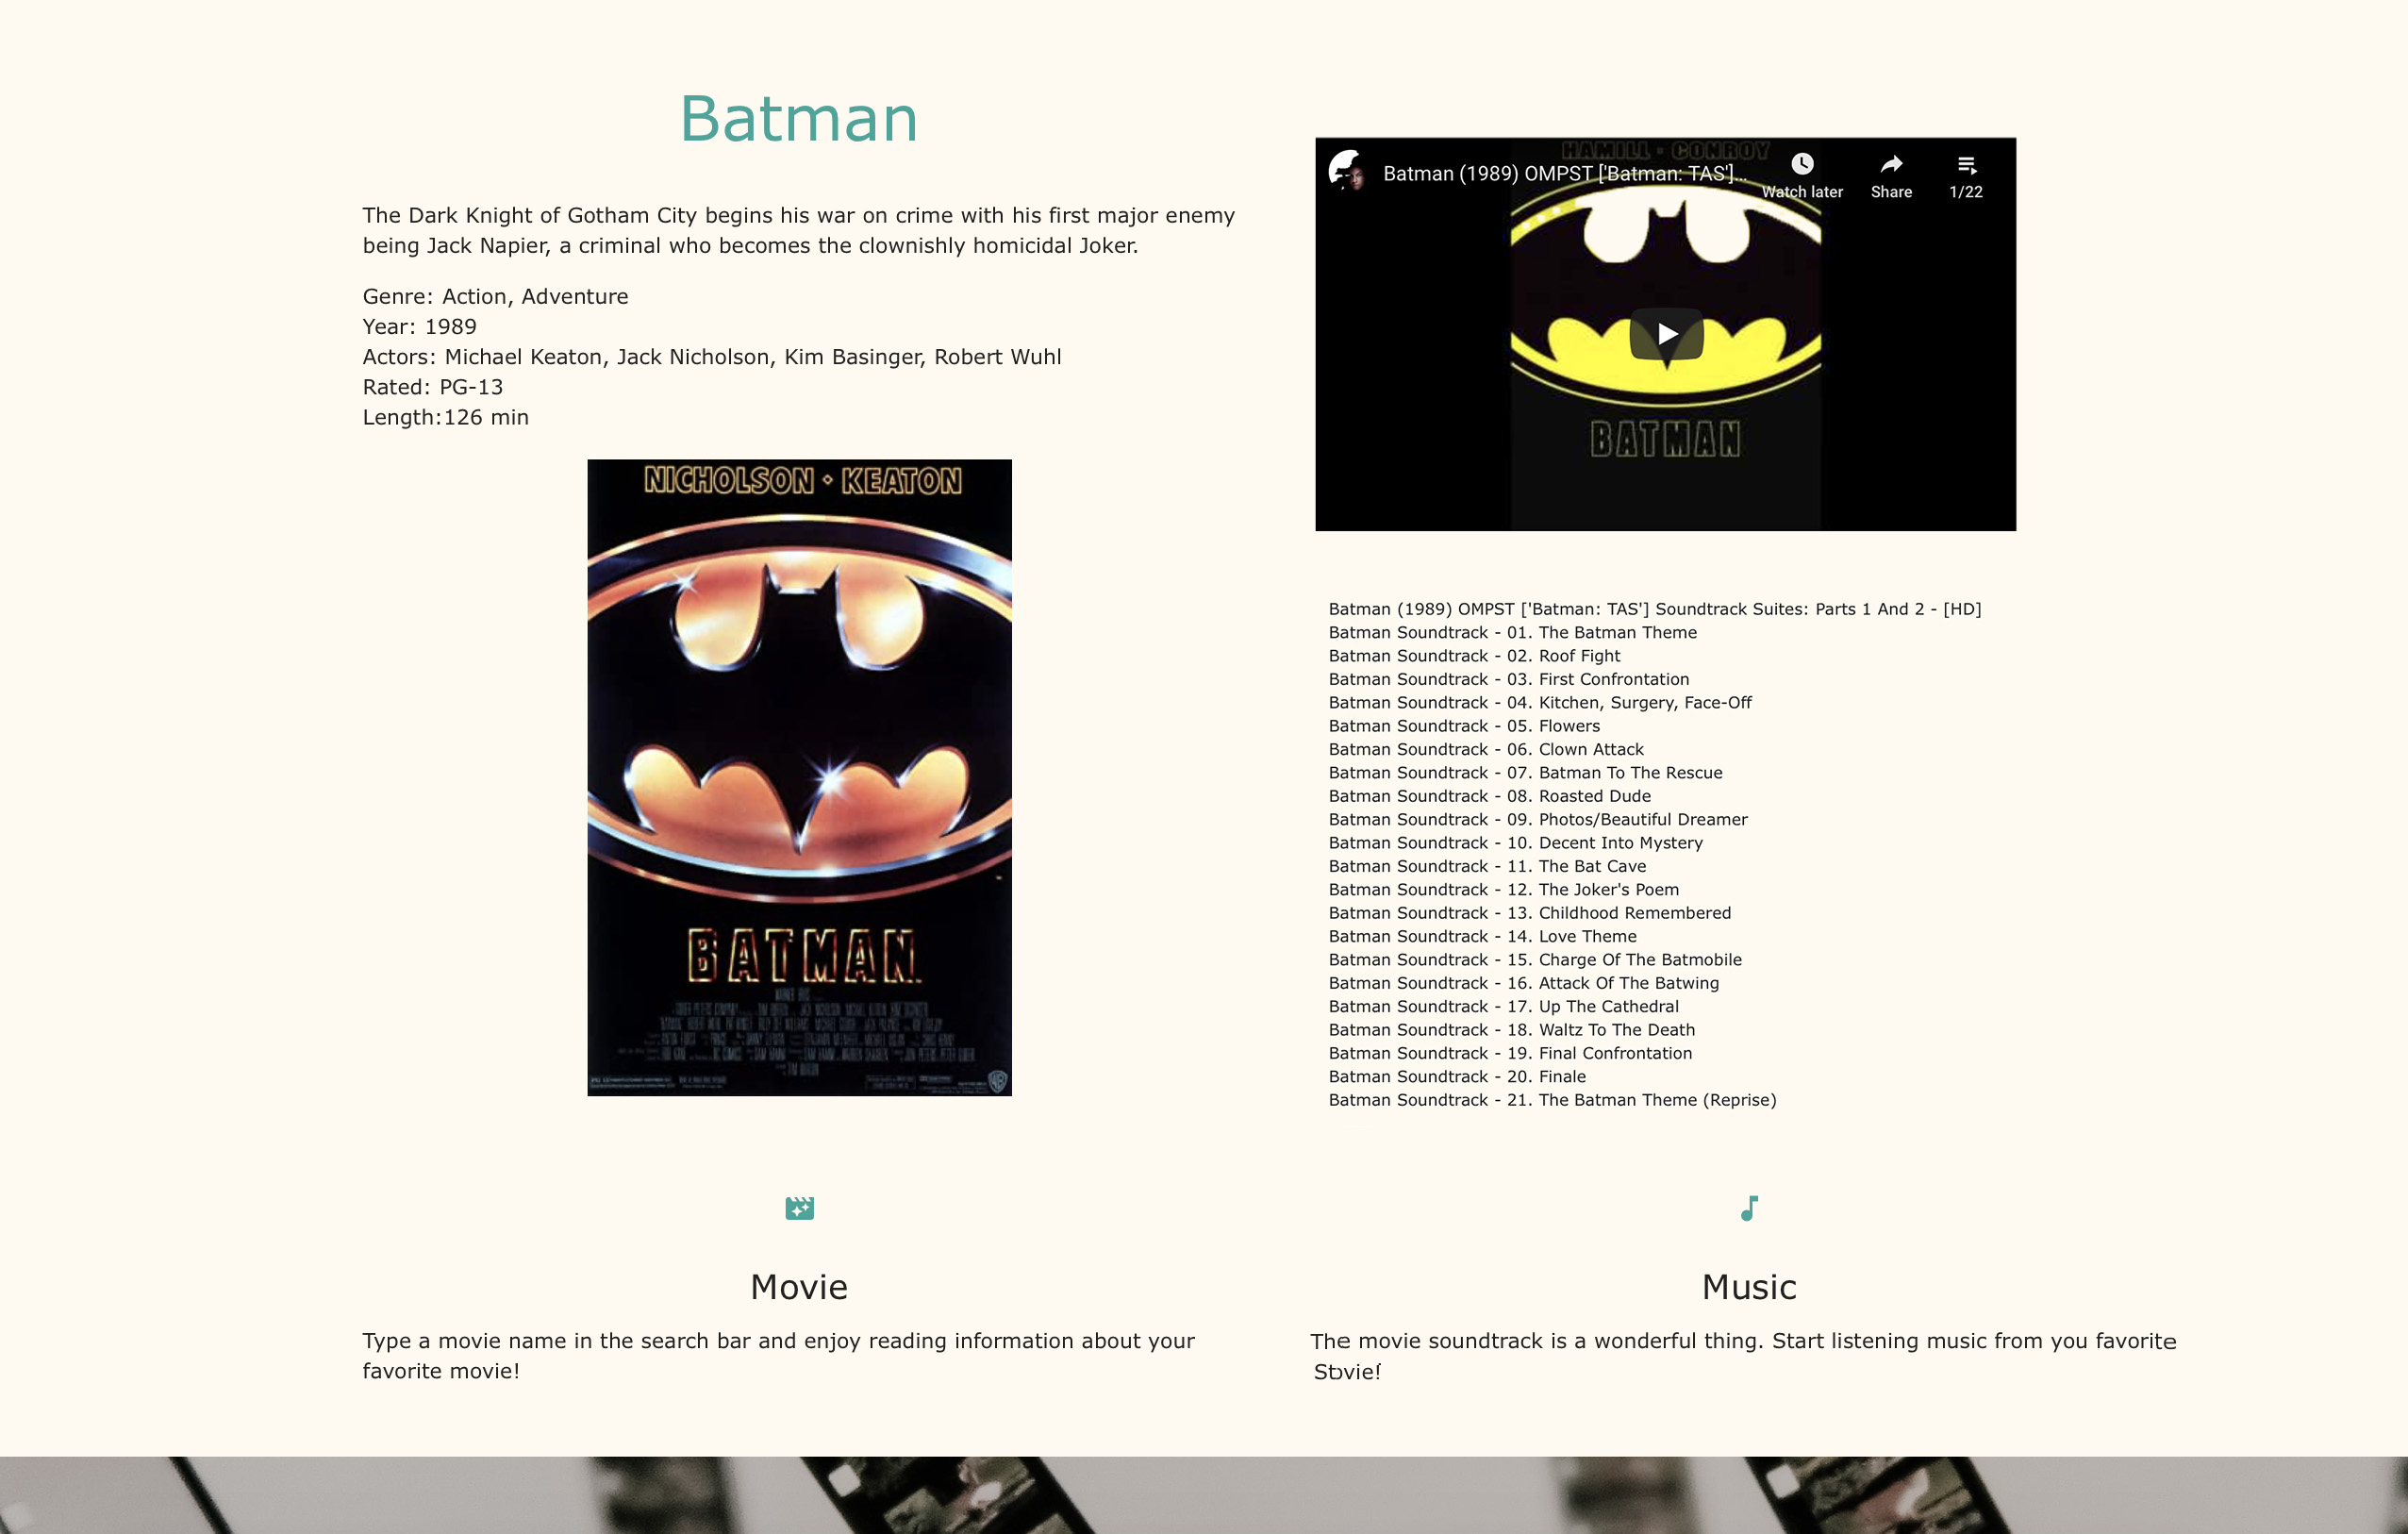 Batman
The Dark Knight of Gotham City begins his war on crime with his first major enemy
being Jack Napier, a criminal who becomes the clownishly homicidal Joker.
Genre: Action, Adventure
Year: 1989
Actors: Michael Keaton, Jack Nicholson, Kim Basinger, Robert Wuhl
Rated: PG-13
Length:126 min
NICHOLSON · KEATON
BATMAN
HAMILL · CONROY
Batman (1989) OMPST ['Batman: TAS']...
Watch later
Share
1/22
BATMAN
Batman (1989) OMPST ['Batman: TAS'] Soundtrack Suites: Parts 1 And 2 - [HD]
Batman Soundtrack - 01. The Batman Theme
Batman Soundtrack - 02. Roof Fight
Batman Soundtrack - 03. First Confrontation
Batman Soundtrack - 04. Kitchen, Surgery, Face-Off
Batman Soundtrack - 05. Flowers
Batman Soundtrack - 06. Clown Attack
Batman Soundtrack - 07. Batman To The Rescue
Batman Soundtrack - 08. Roasted Dude
Batman Soundtrack - 09. Photos/Beautiful Dreamer
Batman Soundtrack - 10. Decent Into Mystery
Batman Soundtrack - 11. The Bat Cave
Batman Soundtrack - 12. The Joker's Poem
Batman Soundtrack - 13. Childhood Remembered
Batman Soundtrack - 14. Love Theme
Batman Soundtrack - 15. Charge Of The Batmobile
Batman Soundtrack - 16. Attack Of The Batwing
Batman Soundtrack - 17. Up The Cathedral
Batman Soundtrack - 18. Waltz To The Death
Batman Soundtrack - 19. Final Confrontation
Batman Soundtrack - 20. Finale
Batman Soundtrack - 21. The Batman Theme (Reprise)
Movie
Type a movie name in the search bar and enjoy reading information about your
favorite movie!
Music
The movie soundtrack is a wonderful thing. Start listening music from you favorite